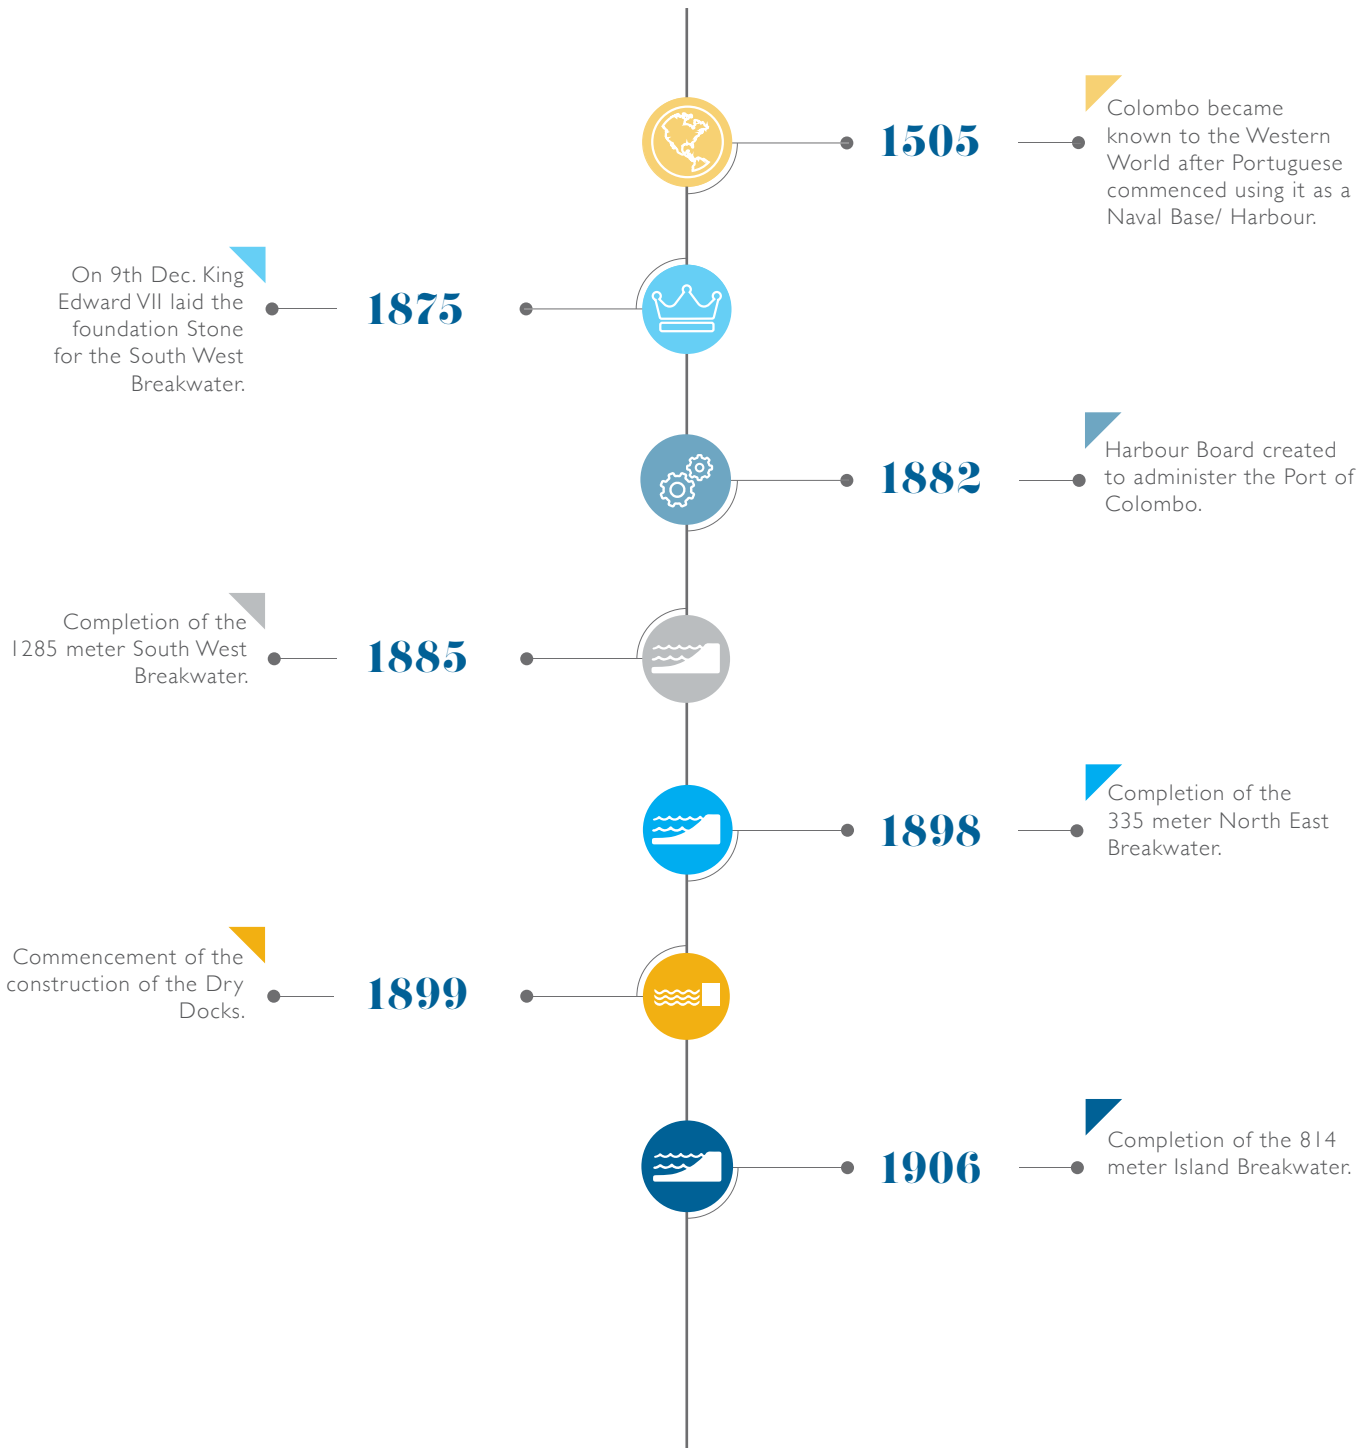 1505
Colombo became
known to the Western
World after Portuguese
commenced using it as a
Naval Base/ Harbour.
On 9th Dec. King
Edward VII laid the
foundation Stone
for the South West
Breakwater.
1875
1882
Harbour Board created
to administer the Port of
Colombo.
Completion of the
1285 meter South West
Breakwater.
1885
1898
Completion of the
335 meter North East
Breakwater.
Commencement of the
construction of the Dry
Docks.
1899
1906
Completion of the 814
meter Island Breakwater.